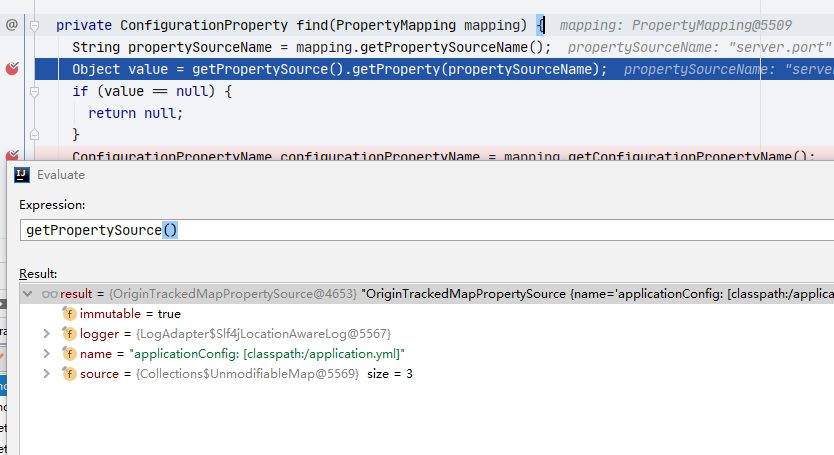 private ConfigurationProperty find(PropertyMapping mapping) { mapping: PropertyMapping@5509
String propertySourceName = mapping.getPropertySourceName(); propertySourceName: "server.port"
Object value = getPropertySource().getProperty(propertySourceName); propertySourceName: "serve
if (value == null) {
return null;
}
ConfigurationPropertyName configurationPropertyName = mapping.getConfigurationPropertyName();
Evaluate
Expression:
getPropertySource()
Result:
result = {OriginTrackedMapPropertySource@4653} "OriginTrackedMapPropertySource {name='applicationConfig: [classpath:/applica
immutable = true
logger = {LogAdapter$Slf4jLocationAwareLog@5567}
name = "applicationConfig: [classpath:/application.yml]"
source = {Collections$UnmodifiableMap@5569} size = 3